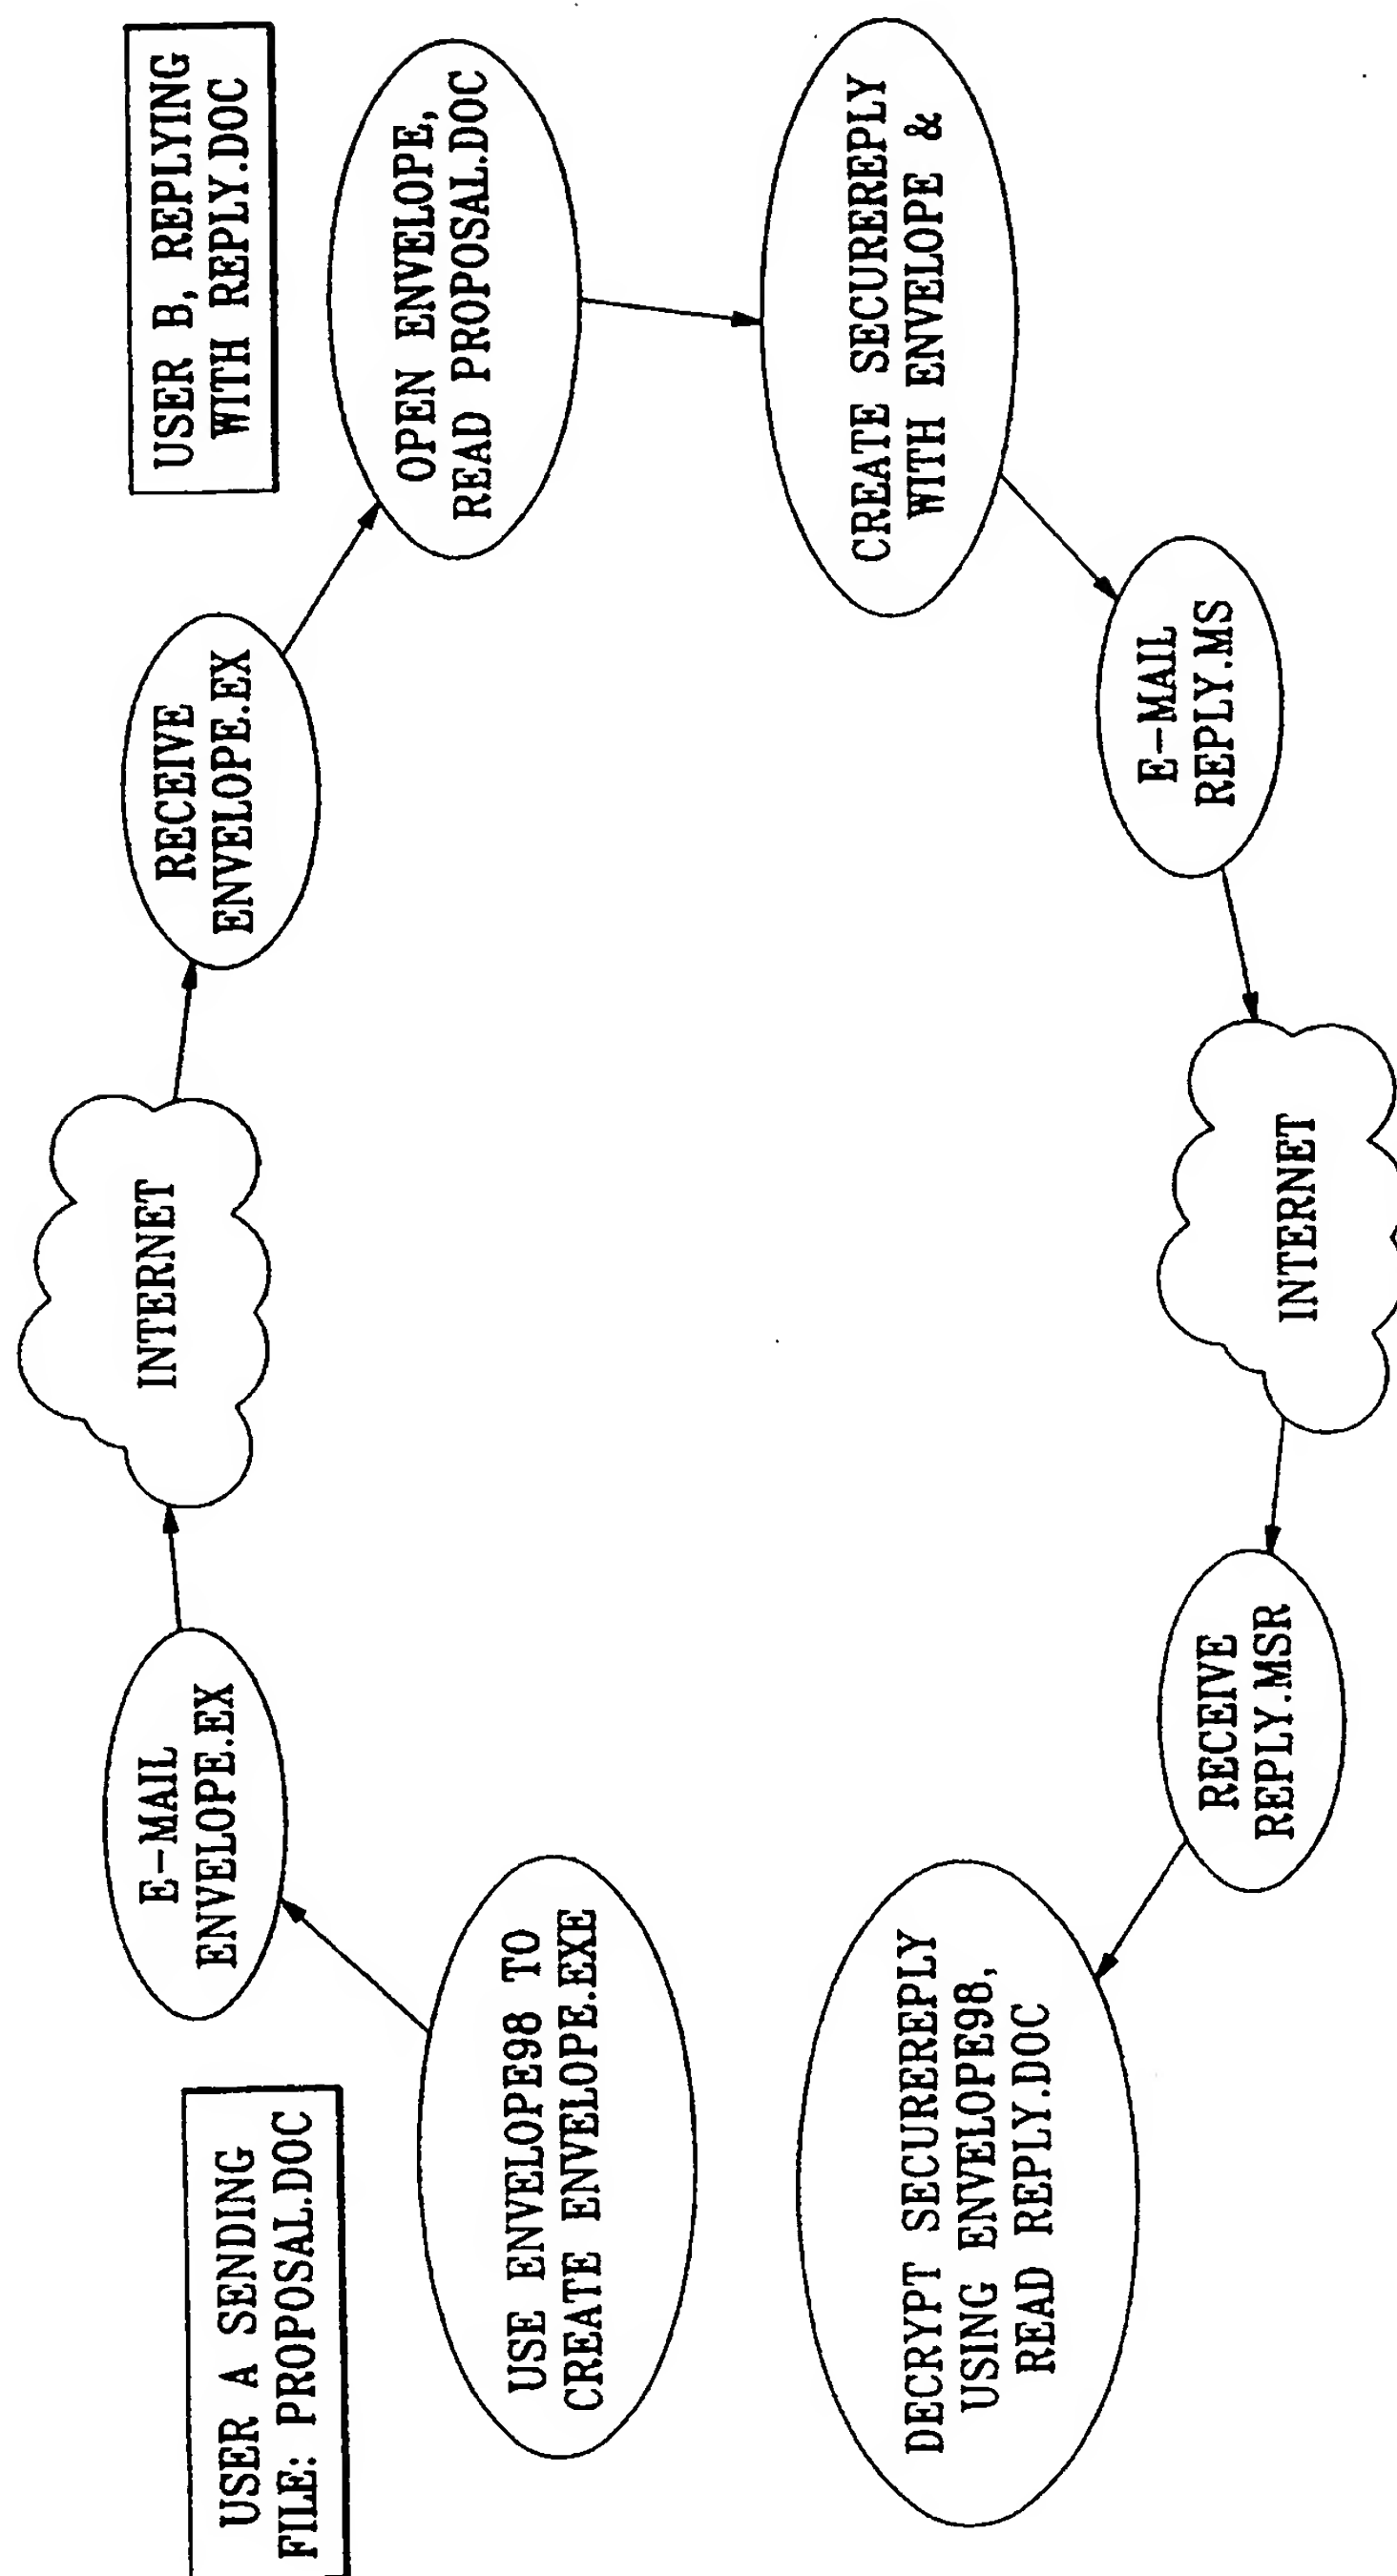 USER A SENDING
FILE: PROPOSAL.DOC
USE ENVELOPE98 TO
CREATE ENVELOPE.EXE
E-MAIL
ENVELOPE.EX
INTERNET
RECEIVE
ENVELOPE.EX
USER B, REPLYING
WITH REPLY.DOC
OPEN ENVELOPE,
READ PROPOSAL.DOC
CREATE SECUREREPLY
WITH ENVELOPE &
E-MAIL
REPLY.MS
INTERNET
RECEIVE
REPLY.MSR
DECRYPT SECUREREPLY
USING ENVELOPE98,
READ REPLY.DOC